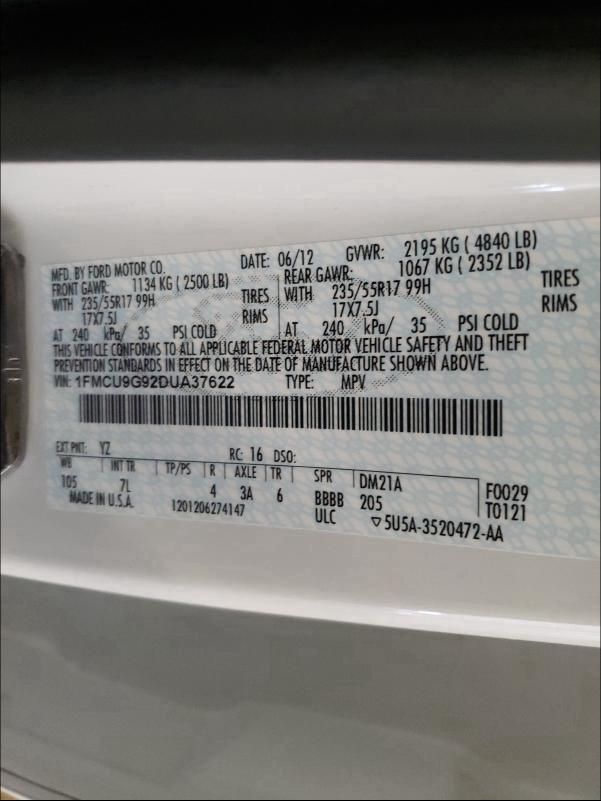 MFD. BY FORD MOTOR CO. DATE: 06/12 GVWR: 2195 KG ( 4840 LB)
FRONT GAWR: 1134 KG ( 2500 LB) REAR GAWR: 1067 KG ( 2352 LB)
WITH 235/55R17 99H TIRES WITH 235/55R17 99H TIRES
17X7.5J RIMS 17X7.5J RIMS
AT 240 kPa/ 35 PSI COLD AT 240 kPa/ 35 PSI COLD
THIS VEHICLE CONFORMS TO ALL APPLICABLE FEDERAL MOTOR VEHICLE SAFETY AND THEFT
PREVENTION STANDARDS IN EFFECT ON THE DATE OF MANUFACTURE SHOWN ABOVE.
VIN: 1FMCU9G92DUA37622 TYPE: MPV
EXT PNT: YZ RC: 16 DSO:
WB INT TR TP/PS R AXLE TR SPR DM21A F0029
105 7L 4 3A 6 BBBB 205 T0121
MADE IN U.S.A. 1201206274147 ULC ▽5U5A-3520472-AA